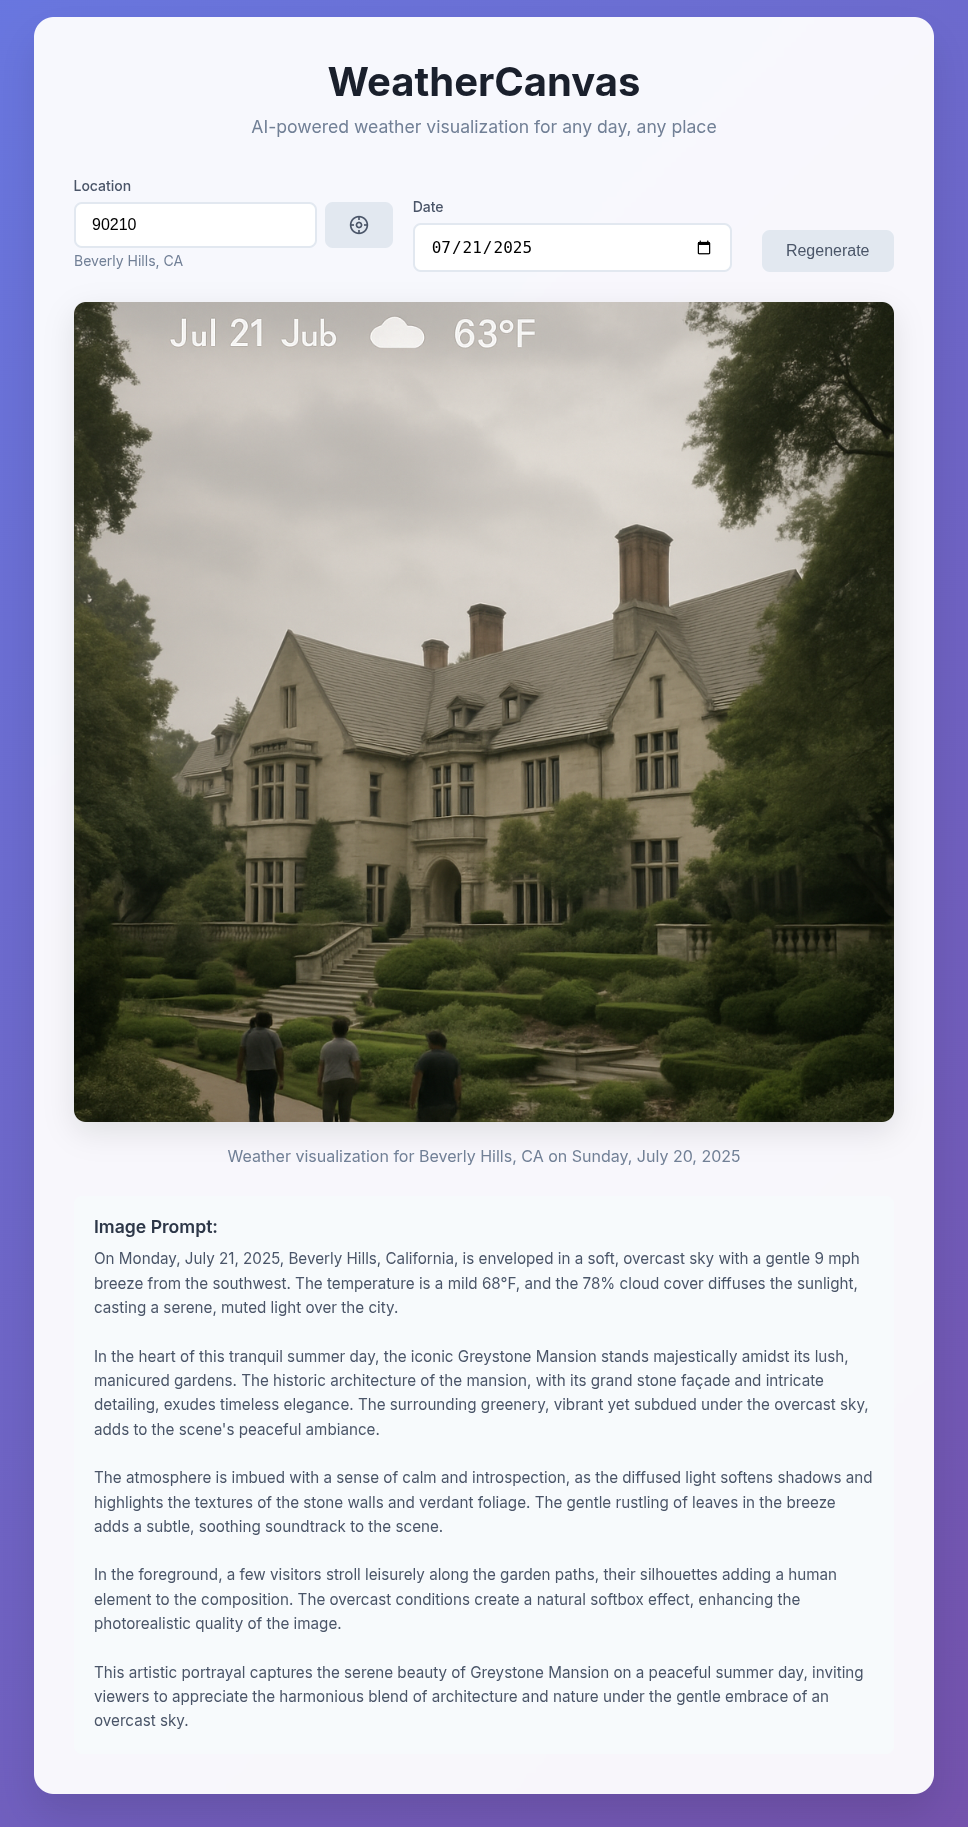 WeatherCanvas
AI-powered weather visualization for any day, any place
Location
90210
Beverly Hills, CA
Date
07/21/2025
Regenerate
Jul 21 Jub 63°F
Weather visualization for Beverly Hills, CA on Sunday, July 20, 2025
Image Prompt:
On Monday, July 21, 2025, Beverly Hills, California, is enveloped in a soft, overcast sky with a gentle 9 mph
breeze from the southwest. The temperature is a mild 68°F, and the 78% cloud cover diffuses the sunlight,
casting a serene, muted light over the city.
In the heart of this tranquil summer day, the iconic Greystone Mansion stands majestically amidst its lush,
manicured gardens. The historic architecture of the mansion, with its grand stone façade and intricate
detailing, exudes timeless elegance. The surrounding greenery, vibrant yet subdued under the overcast sky,
adds to the scene's peaceful ambiance.
The atmosphere is imbued with a sense of calm and introspection, as the diffused light softens shadows and
highlights the textures of the stone walls and verdant foliage. The gentle rustling of leaves in the breeze
adds a subtle, soothing soundtrack to the scene.
In the foreground, a few visitors stroll leisurely along the garden paths, their silhouettes adding a human
element to the composition. The overcast conditions create a natural softbox effect, enhancing the
photorealistic quality of the image.
This artistic portrayal captures the serene beauty of Greystone Mansion on a peaceful summer day, inviting
viewers to appreciate the harmonious blend of architecture and nature under the gentle embrace of an
overcast sky.